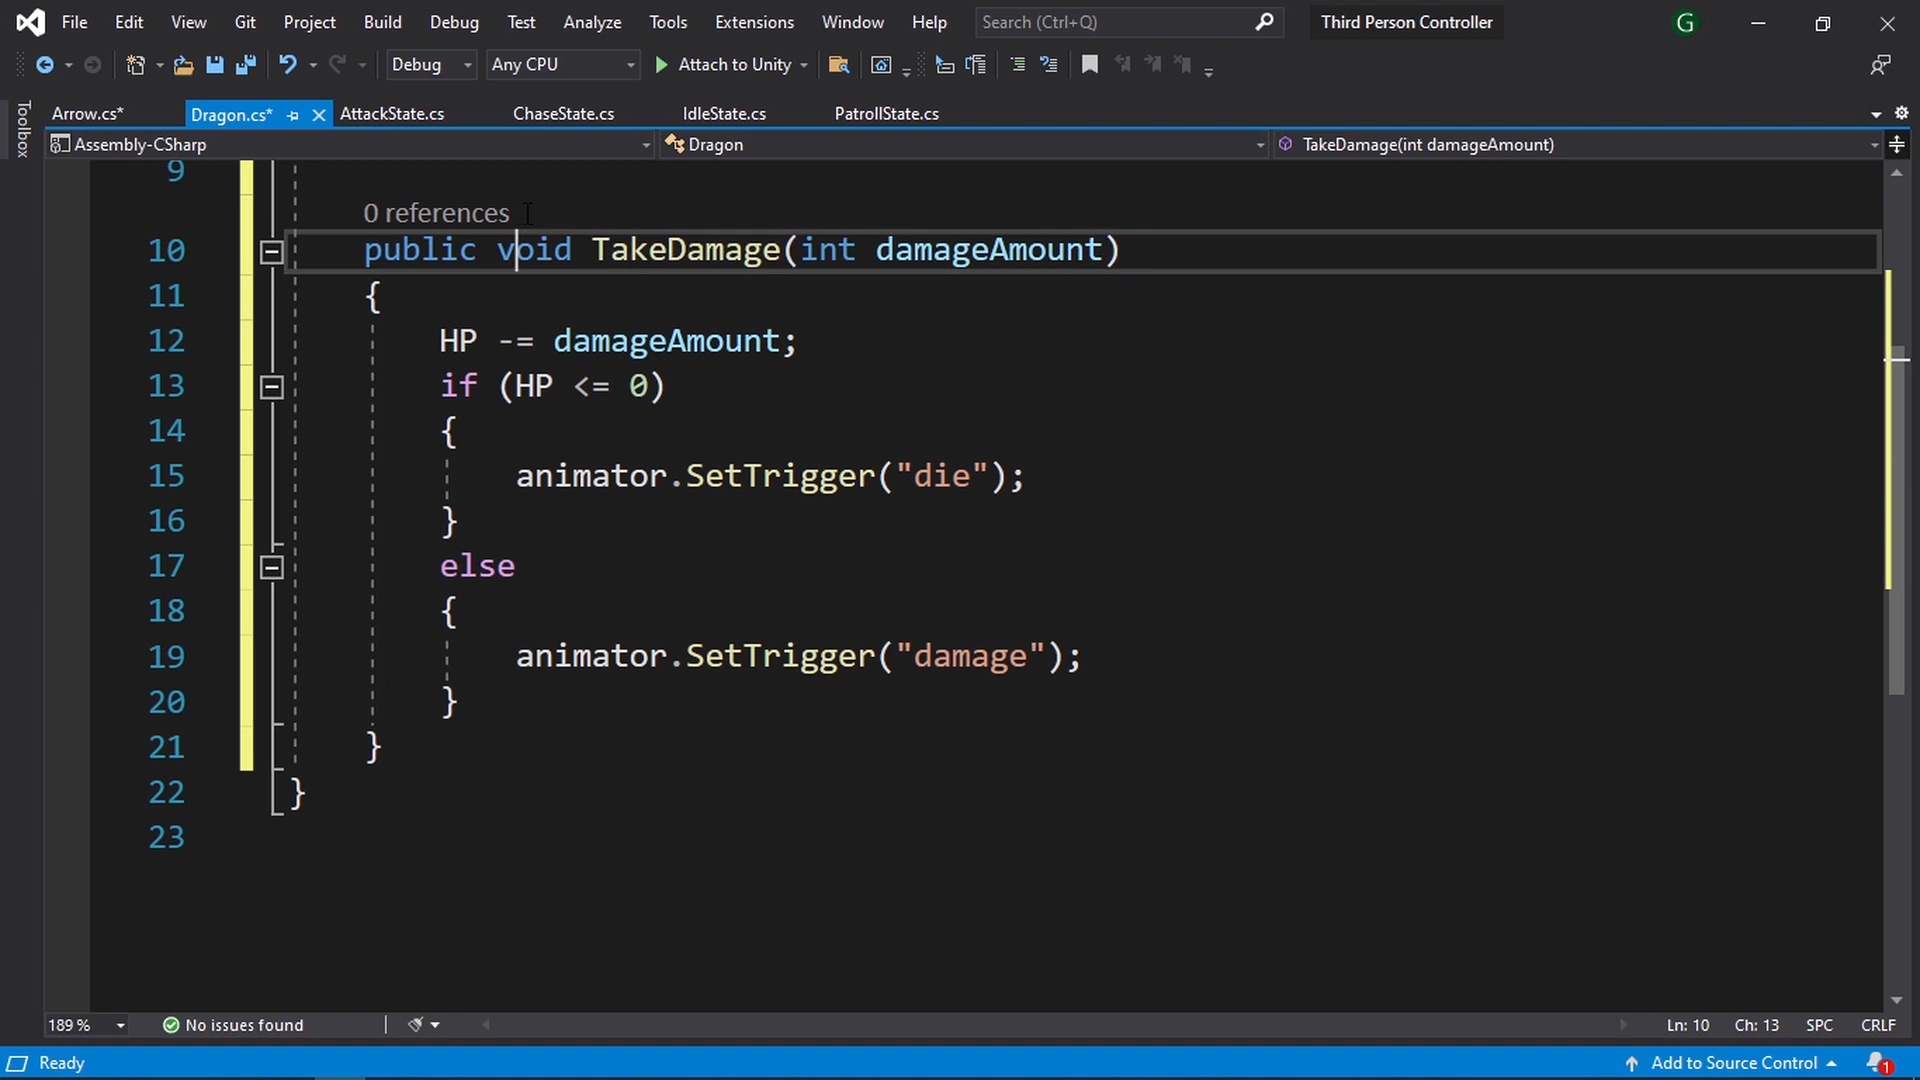 File Edit View Git Project Build Debug Test Analyze Tools Extensions Window Help Search (Ctrl+Q) Third Person Controller G
Debug Any CPU Attach to Unity
Toolbox
Arrow.cs* Dragon.cs* AttackState.cs ChaseState.cs IdleState.cs PatrollState.cs
Assembly-CSharp Dragon TakeDamage(int damageAmount)
9
0 references
10 public void TakeDamage(int damageAmount)
11 {
12 HP -= damageAmount;
13 if (HP <= 0)
14 {
15 animator.SetTrigger("die");
16 }
17 else
18 {
19 animator.SetTrigger("damage");
20 }
21 }
22 }
23
189 % No issues found Ln: 10 Ch: 13 SPC CRLF
Ready Add to Source Control 1